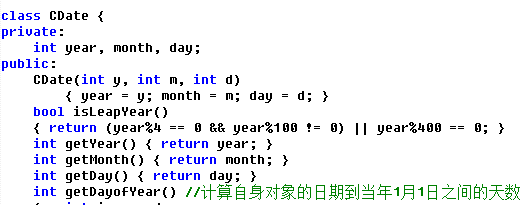 class CDate {
private:
    int year, month, day;
public:
    CDate(int y, int m, int d)
        { year = y; month = m; day = d; }
    bool isLeapYear()
    { return (year%4 == 0 && year%100 != 0) || year%400 == 0; }
    int getYear() { return year; }
    int getMonth() { return month; }
    int getDay() { return day; }
    int getDayofYear() //计算自身对象的日期到当年1月1日之间的天数